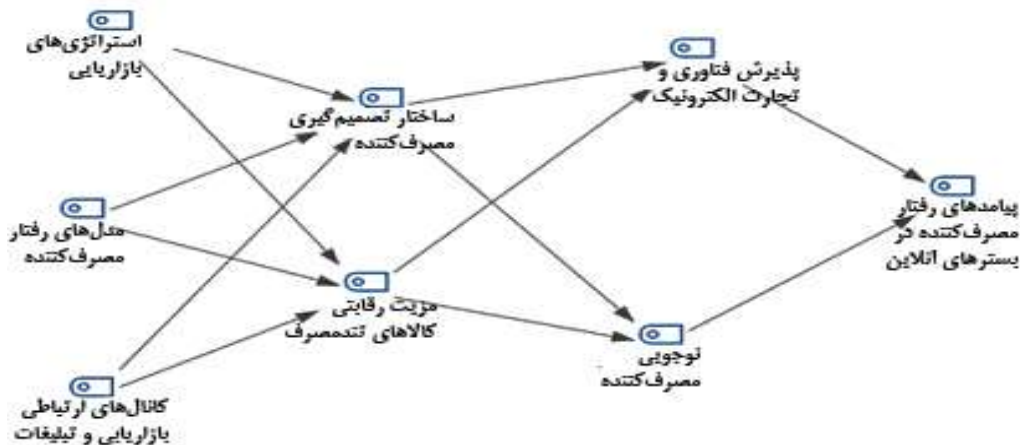 استراتژی‌های
بازاریابی
پذیرش فناوری و
تجارت الکترونیک
ساختار تصمیم‌گیری
مصرف‌کننده
مدل‌های رفتار
مصرف‌کننده
پیامدهای رفتار
مصرف‌کننده در
بسترهای آنلاین
مزیت رقابتی
کالاهای تندمصرف
نوجویی
مصرف‌کننده
کانال‌های ارتباطی
بازاریابی و تبلیغات